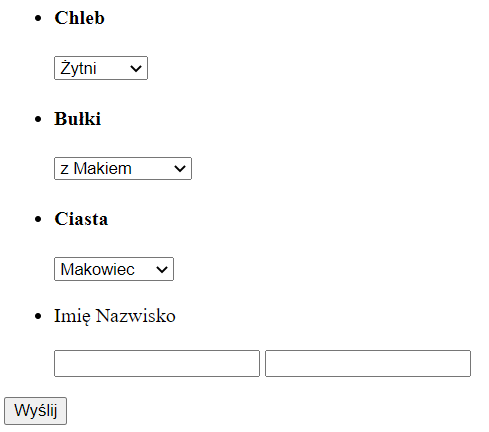 Chleb
Żytni
Bułki
z Makiem
Ciasta
Makowiec
Imię Nazwisko
Wyślij